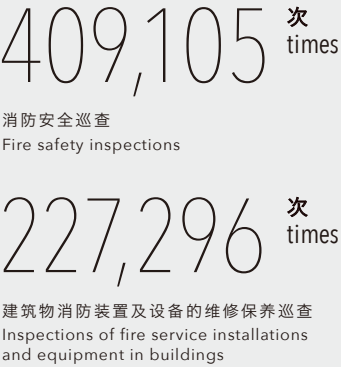 409,105 次
times
消防安全巡查
Fire safety inspections
227,296 次
times
建筑物消防装置及设备的维修保养巡查
Inspections of fire service installations
and equipment in buildings